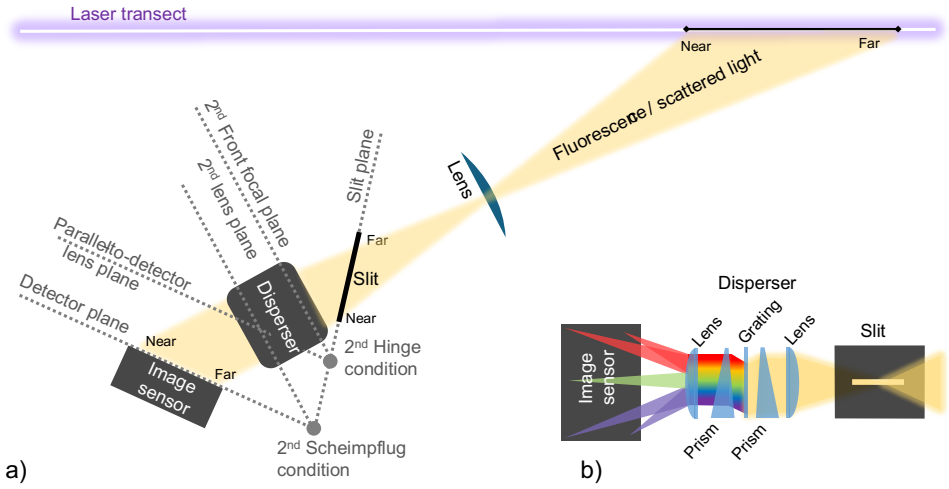 Laser transect
Near
Far
Fluorescence / scattered light
Lens
2nd Front focal plane
2nd lens plane
Slit plane
Parallel-to-detector
lens plane
Detector plane
Far
Slit
Near
Disperser
Near
Far
Image
sensor
2nd Hinge
condition
2nd Scheimpflug
condition
a)
Disperser
Lens
Grating
Lens
Slit
Image
sensor
Prism
Prism
b)